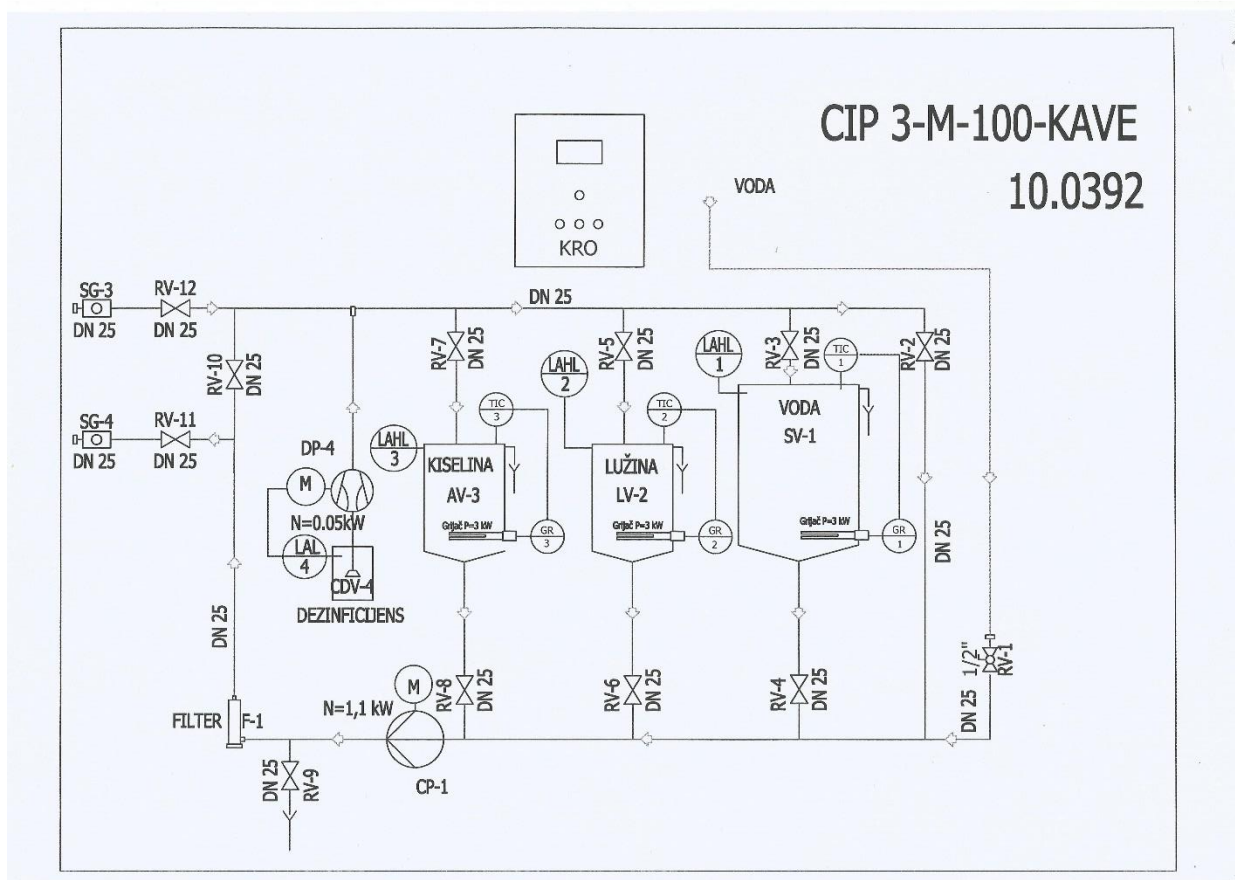 CIP 3-M-100-KAVE
10.0392
VODA
KRO
SG-3
DN 25
RV-12
DN 25
DN 25
RV-10
DN 25
RV-7
DN 25
RV-5
DN 25
RV-3
DN 25
RV-2
DN 25
LAHL
1
TIC
1
LAHL
2
TIC
2
TIC
3
LAHL
3
SG-4
DN 25
RV-11
DN 25
DP-4
M
N=0.05kW
LAL
4
CDV-4
DEZINFICIJENS
KISELINA
AV-3
Grijač P=3 kW
GR
3
LUŽINA
LV-2
Grijač P=3 kW
GR
2
VODA
SV-1
Grijač P=3 kW
GR
1
DN 25
DN 25
FILTER
F-1
M
N=1,1 kW
CP-1
RV-8
DN 25
RV-6
DN 25
RV-4
DN 25
1/2"
RV-1
DN 25
DN 25
RV-9